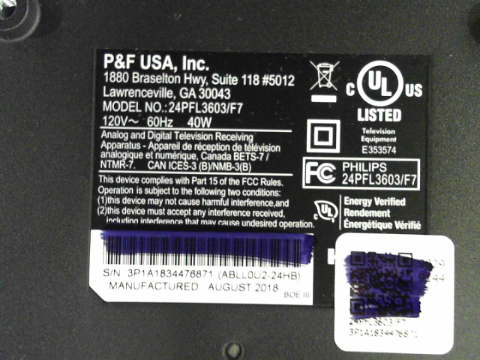 P&F USA, Inc.
1880 Braselton Hwy, Suite 118 #5012
Lawrenceville, GA 30043
MODEL NO.: 24PFL3603/F7
120V~ 60Hz 40W
Analog and Digital Television Receiving
Apparatus - Appareil de réception de télévision
analogique et numérique, Canada BETS-7 /
NTMR-7. CAN ICES-3 (B)/NMB-3(B)
This device complies with Part 15 of the FCC Rules.
Operation is subject to the following two conditions:
(1)this device may not cause harmful interference,and
(2)this device must accept any interference received,
including interference that may cause undesired operation.
C UL US
LISTED
Television
Equipment
E353574
FC PHILIPS
24PFL3603/F7
UL
Energy Verified
Rendement
Énergétique Vérifié
S/N 3P1A1834476871 (ABLL0U2-24HB)
MANUFACTURED AUGUST 2018
BOE III
24PFL3603/F7
3P1A1834476871